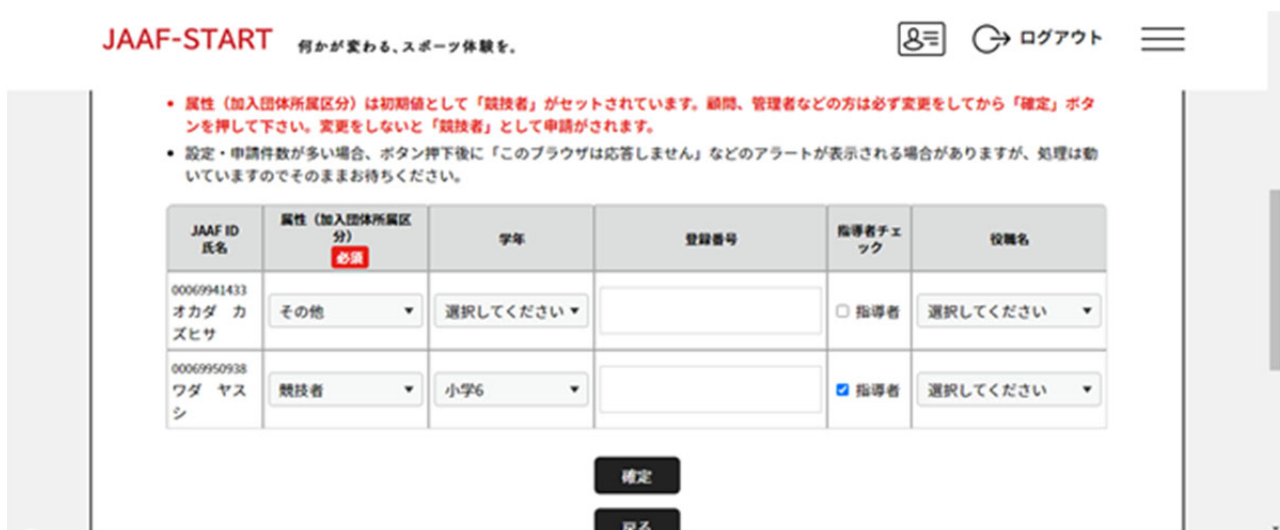 JAAF-START 何かが変わる、スポーツ体験を。 ログアウト
• 属性（加入団体所属区分）は初期値として「競技者」がセットされています。顧問、管理者などの方は必ず変更をしてから「確定」ボタ
ンを押して下さい。変更をしないと「競技者」として申請がされます。
• 設定・申請件数が多い場合、ボタン押下後に「このブラウザは応答しません」などのアラートが表示される場合がありますが、処理は動
いていますのでそのままお待ちください。
JAAF ID
氏名
属性（加入団体所属区
分）
必須
学年
登録番号
指導者チェ
ック
役職名
00069941433
オカダ カ
ズヒサ
その他
選択してください
指導者
選択してください
00069950938
ワダ ヤス
シ
競技者
小学6
指導者
選択してください
確定
戻る